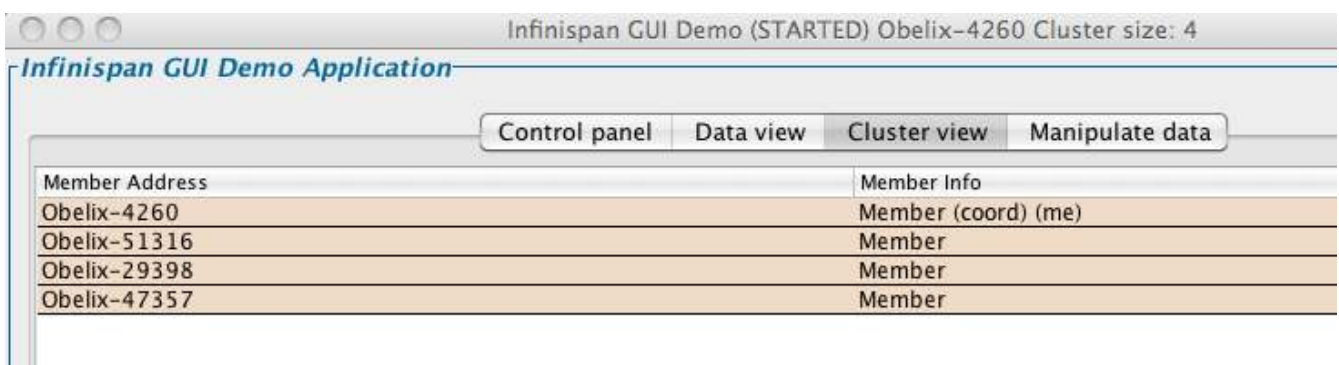 Infinispan GUI Demo (STARTED) Obelix-4260 Cluster size: 4
Infinispan GUI Demo Application
Control panel Data view Cluster view Manipulate data
Member Address Member Info
Obelix-4260 Member (coord) (me)
Obelix-51316 Member
Obelix-29398 Member
Obelix-47357 Member